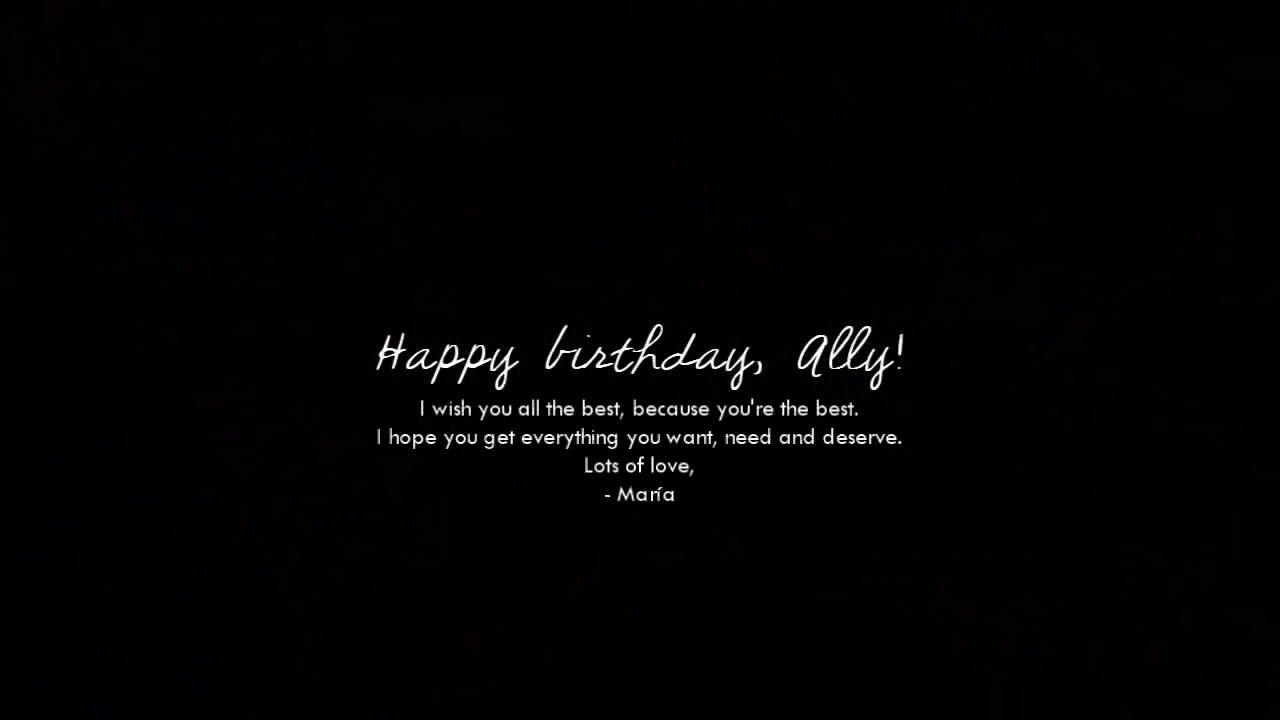 Happy birthday, Ally!
I wish you all the best, because you're the best.
I hope you get everything you want, need and deserve.
Lots of love,
- María